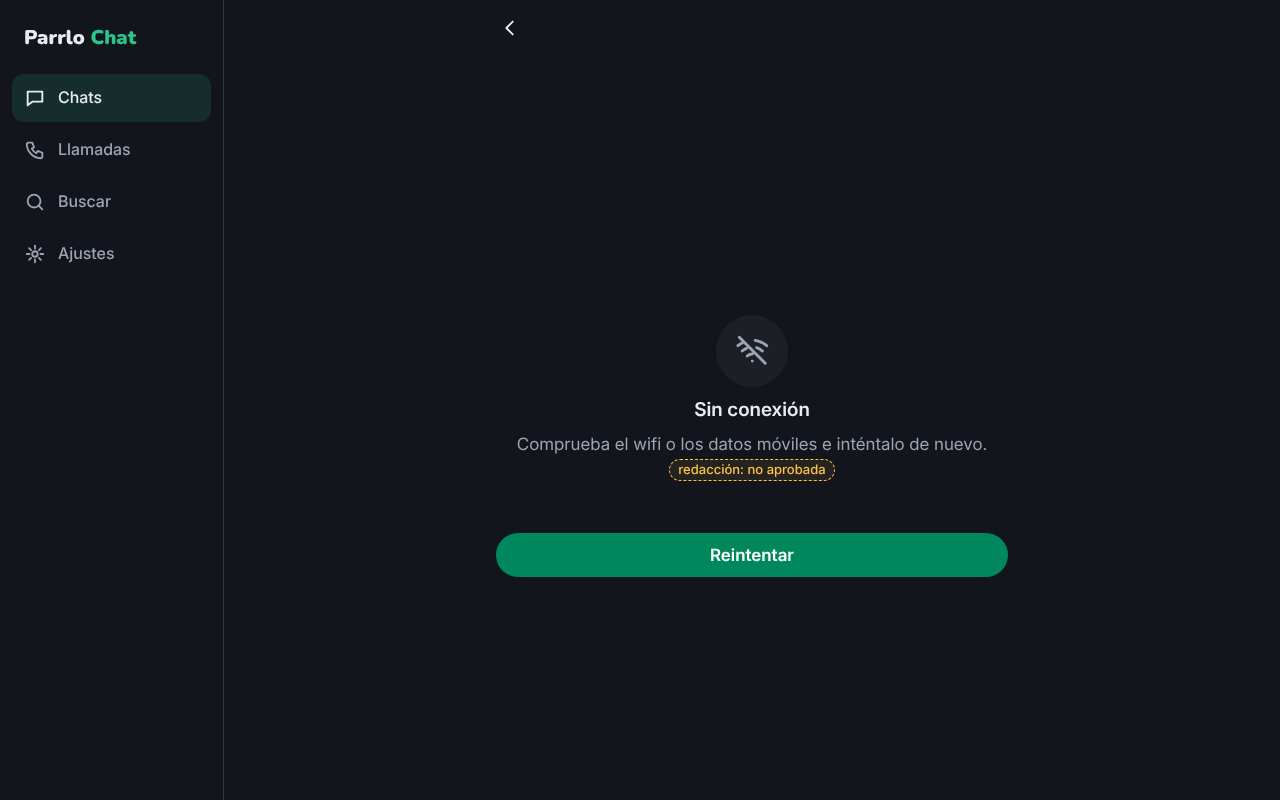 Parrlo Chat
Chats
Llamadas
Buscar
Ajustes
Sin conexión
Comprueba el wifi o los datos móviles e inténtalo de nuevo.
redacción: no aprobada
Reintentar